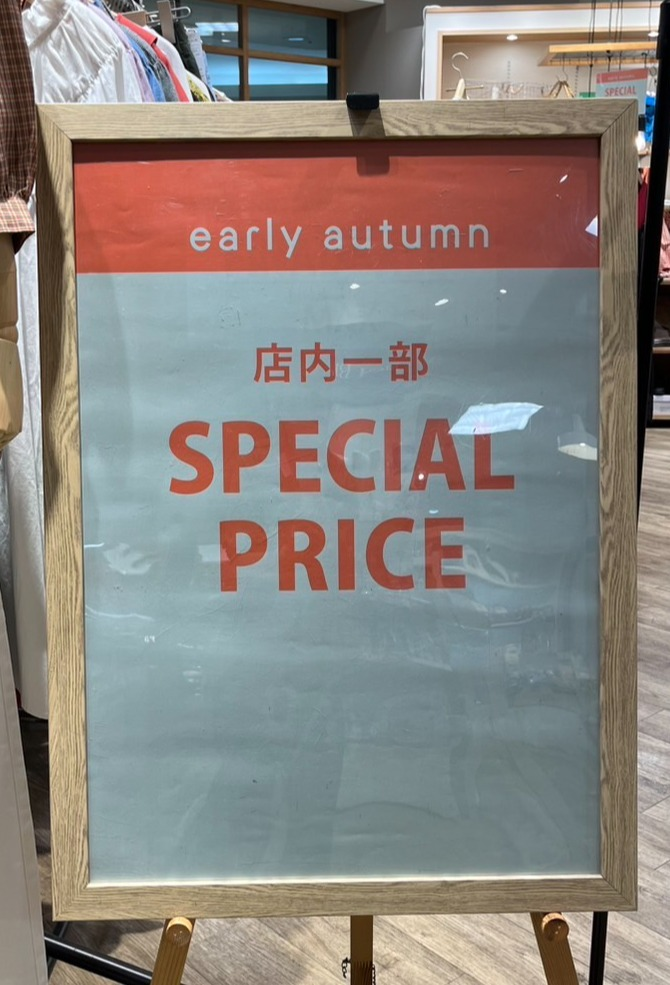 early autumn
店内一部
SPECIAL
PRICE
SPECIAL